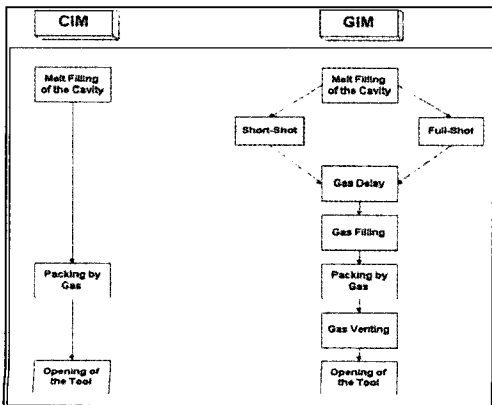 CIM
GIM
Melt Filling
of the Cavity
Melt Filling
of the Cavity
Short-Shot
Full-Shot
Gas Delay
Gas Filling
Packing by
Gas
Packing by
Gas
Gas Venting
Opening of
the Tool
Opening of
the Tool